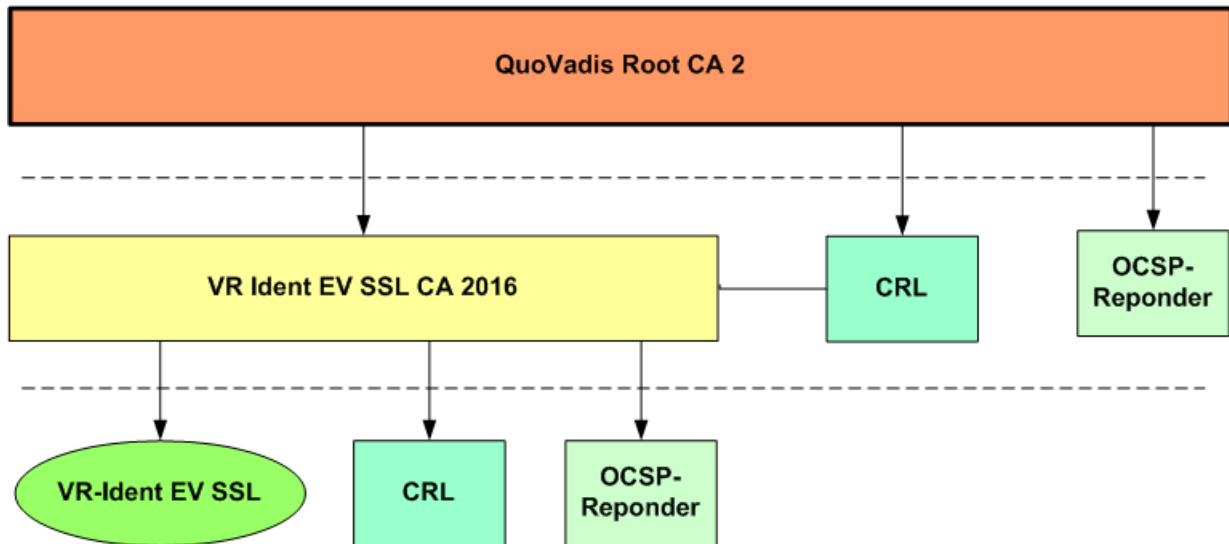 QuoVadis Root CA 2
VR Ident EV SSL CA 2016
CRL
OCSP-
Reponder
VR-Ident EV SSL
CRL
OCSP-
Reponder